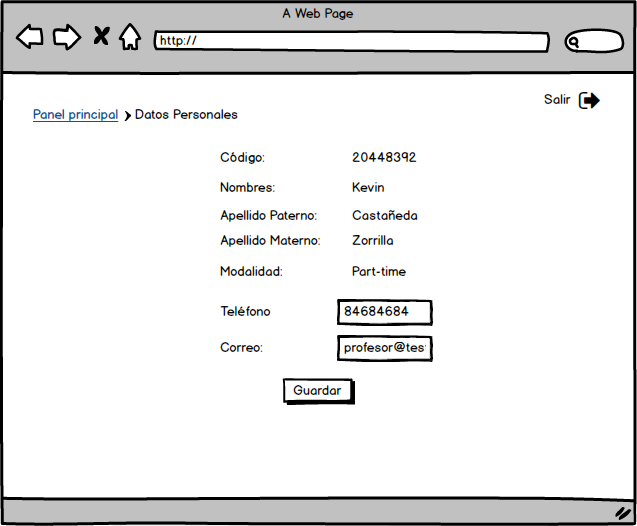 A Web Page
http://
Salir
Panel principal Datos Personales
Código: 20448392
Nombres: Kevin
Apellido Paterno: Castañeda
Apellido Materno: Zorrilla
Modalidad: Part-time
Teléfono 84684684
Correo: profesor@tes
Guardar